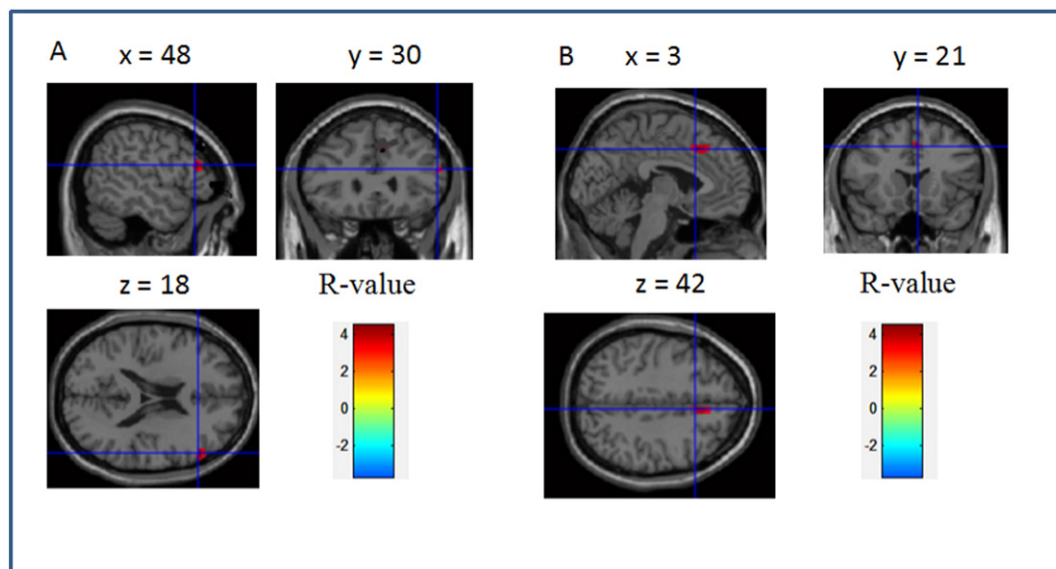 A x = 48 y = 30
z = 18 R-value
4
2
0
-2
B x = 3 y = 21
z = 42 R-value
4
2
0
-2